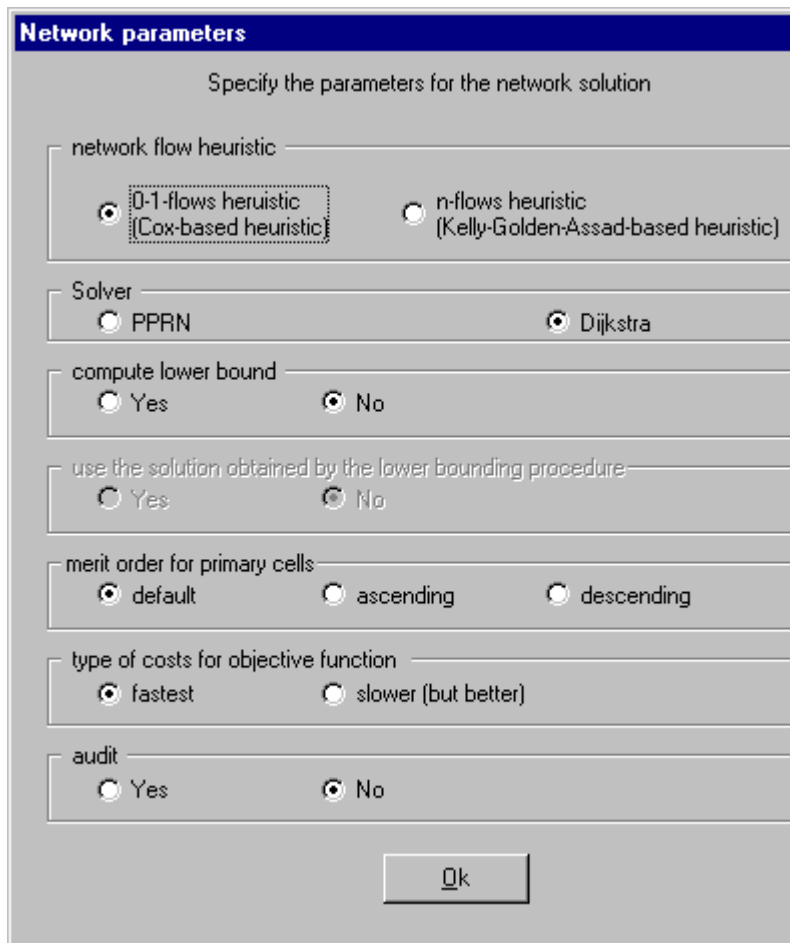 Network parameters
Specify the parameters for the network solution
network flow heuristic
0-1-flows heruistic
(Cox-based heuristic)
n-flows heuristic
(Kelly-Golden-Assad-based heuristic)
Solver
PPRN
Dijkstra
compute lower bound
Yes
No
use the solution obtained by the lower bounding procedure
Yes
No
merit order for primary cells
default
ascending
descending
type of costs for objective function
fastest
slower (but better)
audit
Yes
No
Ok